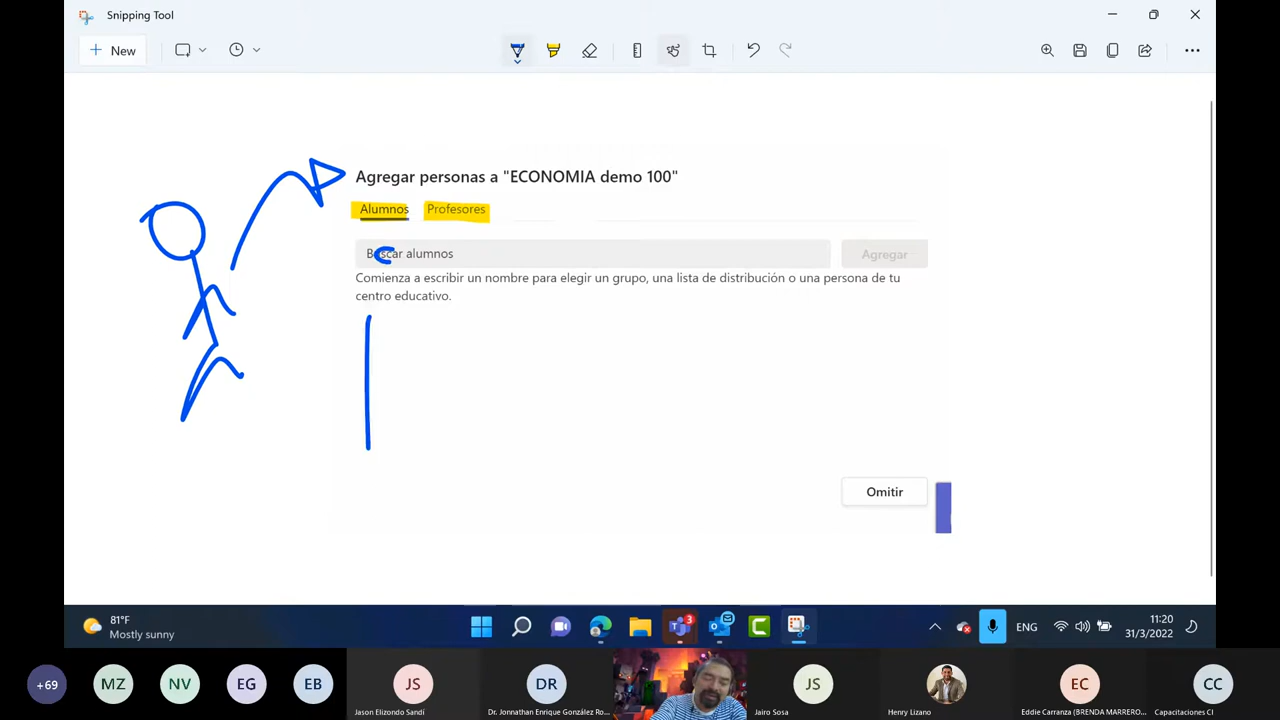 Snipping Tool
New
Agregar personas a "ECONOMIA demo 100"
Alumnos Profesores
Buscar alumnos
Agregar
Comienza a escribir un nombre para elegir un grupo, una lista de distribución o una persona de tu
centro educativo.
Omitir
81°F
Mostly sunny
3
ENG
11:20
31/3/2022
+69
MZ
NV
EG
EB
JS
DR
JS
EC
CC
Jason Elizondo Sandí
Dr. Jonnathan Enrique González Ro...
Jairo Sosa
Henry Lizano
Eddie Carranza (BRENDA MARRERO...
Capacitaciones CI